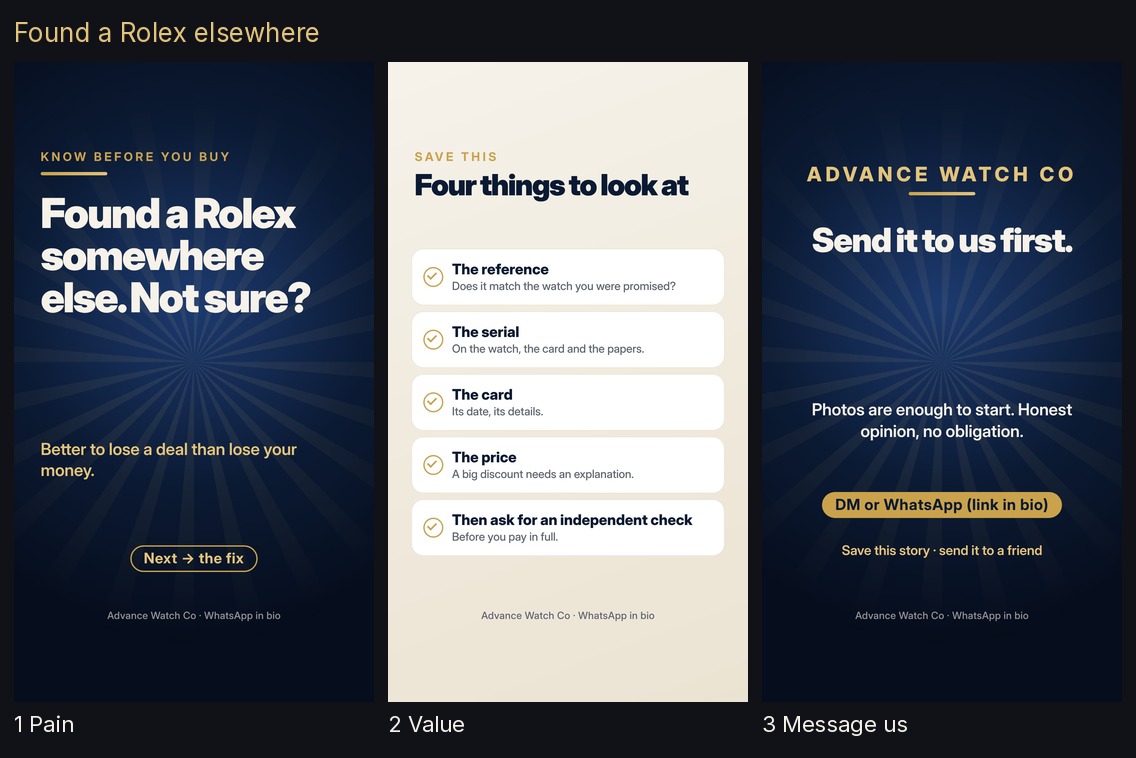 Found a Rolex elsewhere
KNOW BEFORE YOU BUY
Found a Rolex
somewhere
else. Not sure?
Better to lose a deal than lose your
money.
Next → the fix
Advance Watch Co · WhatsApp in bio
1 Pain
SAVE THIS
Four things to look at
The reference
Does it match the watch you were promised?
The serial
On the watch, the card and the papers.
The card
Its date, its details.
The price
A big discount needs an explanation.
Then ask for an independent check
Before you pay in full.
Advance Watch Co · WhatsApp in bio
2 Value
ADVANCE WATCH CO
Send it to us first.
Photos are enough to start. Honest
opinion, no obligation.
DM or WhatsApp (link in bio)
Save this story · send it to a friend
Advance Watch Co · WhatsApp in bio
3 Message us